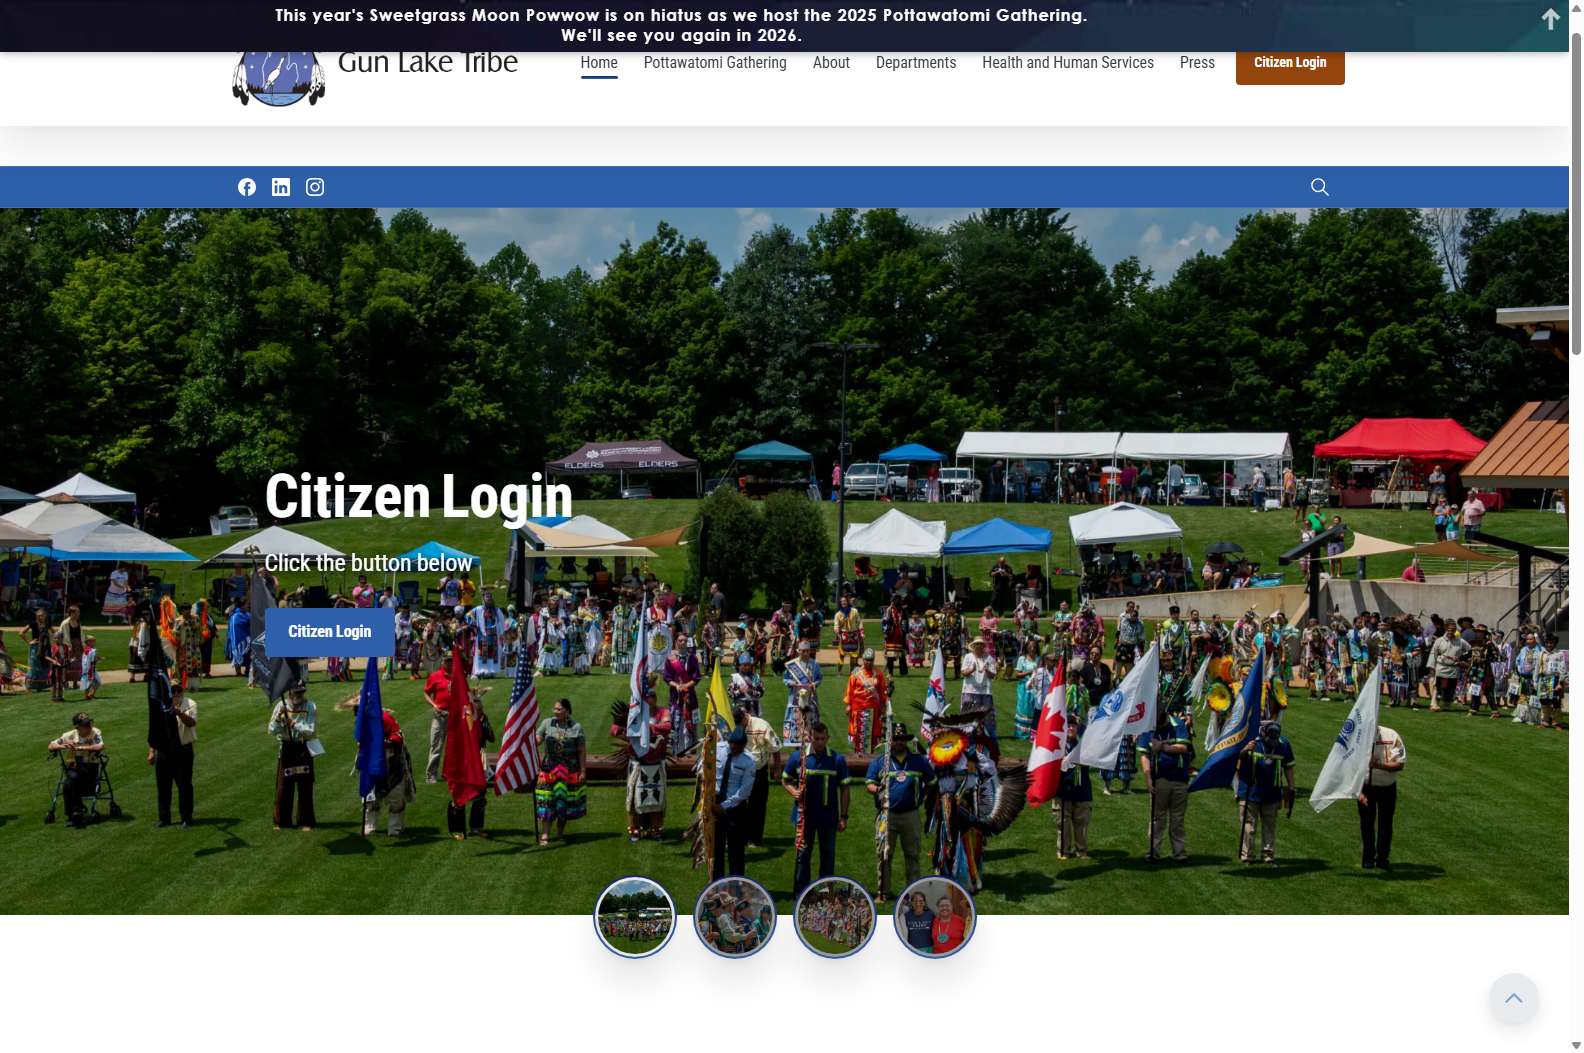 This year's Sweetgrass Moon Powwow is on hiatus as we host the 2025 Pottawatomi Gathering.
We'll see you again in 2026.
Gun Lake Tribe
Home
Pottawatomi Gathering
About
Departments
Health and Human Services
Press
Citizen Login
ELDERS
ELDERS
Citizen Login
Click the button below
Citizen Login